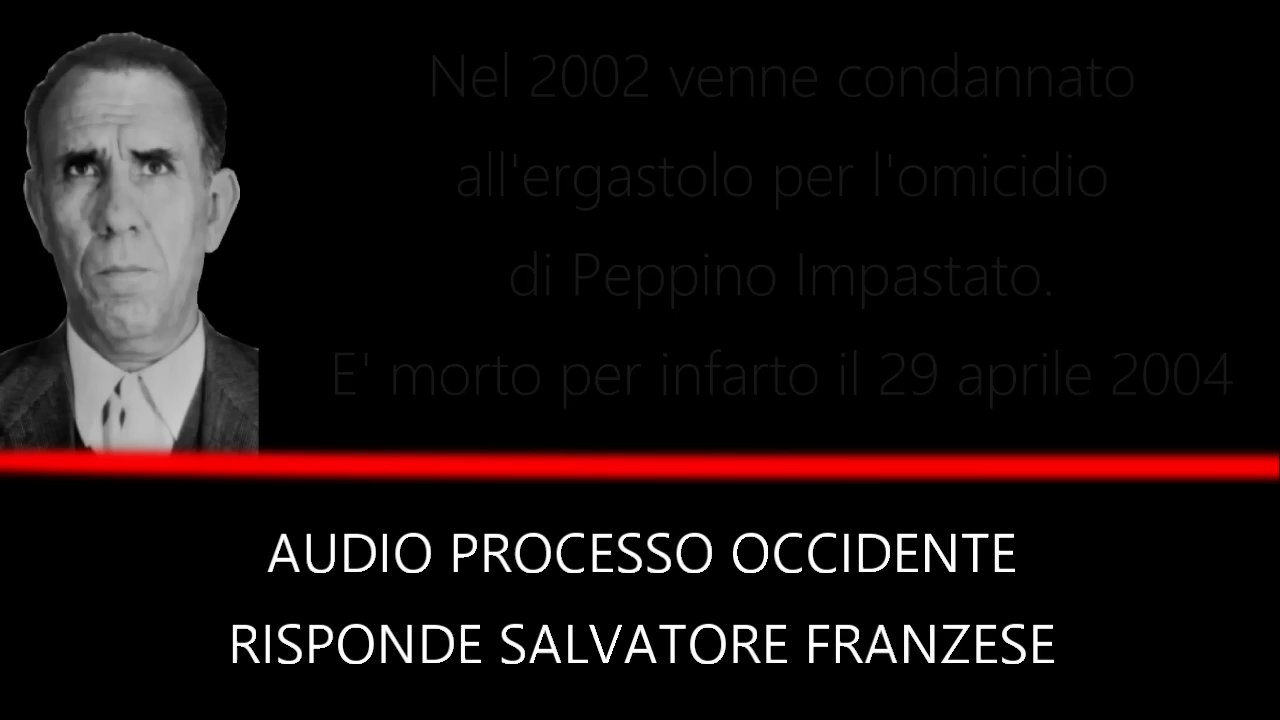 Nel 2002 venne condannato
all'ergastolo per l'omicidio
di Peppino Impastato.
E' morto per infarto il 29 aprile 2004
AUDIO PROCESSO OCCIDENTE
RISPONDE SALVATORE FRANZESE